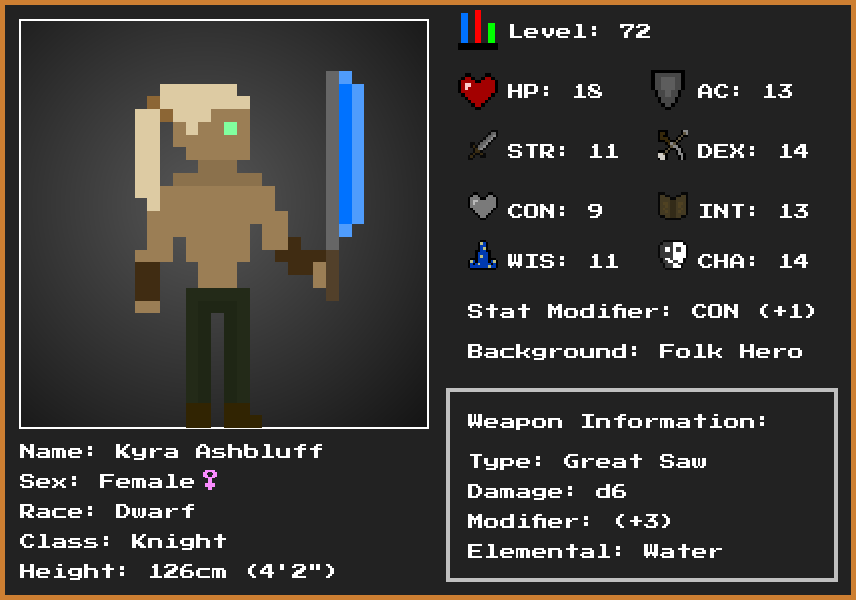 Level: 72
HP: 18 AC: 13
STR: 11 DEX: 14
CON: 9 INT: 13
WIS: 11 CHA: 14
Stat Modifier: CON (+1)
Background: Folk Hero
Weapon Information:
Type: Great Saw
Damage: d6
Modifier: (+3)
Elemental: Water
Name: Kyra Ashbluff
Sex: Female♀
Race: Dwarf
Class: Knight
Height: 126cm (4'2")